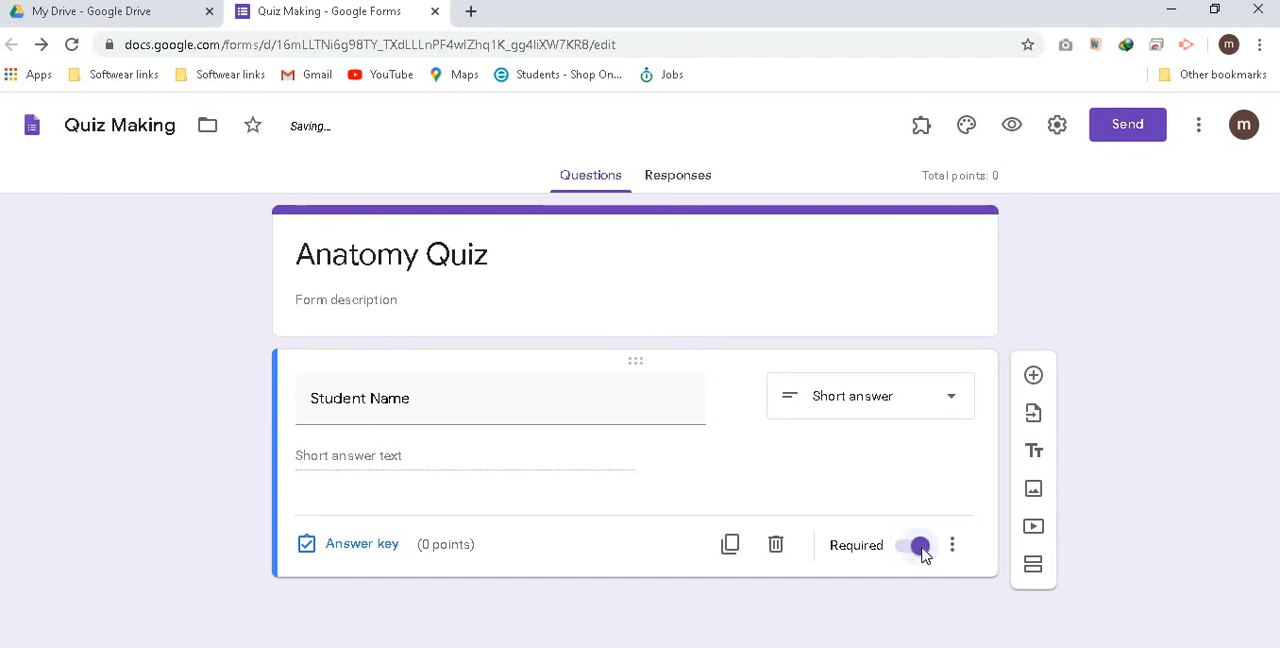 My Drive - Google Drive
Quiz Making - Google Forms
docs.google.com/forms/d/16mLLTNi6g98TY_TXdLLLnPF4wIZhq1K_gg4IiXW7KR8/edit
m
Apps
Softwear links
Softwear links
Gmail
YouTube
Maps
Students - Shop On...
Jobs
Other bookmarks
Quiz Making
Saving...
Send
m
Questions
Responses
Total points: 0
Anatomy Quiz
Form description
Student Name
Short answer
Short answer text
Answer key
(0 points)
Required
Tт